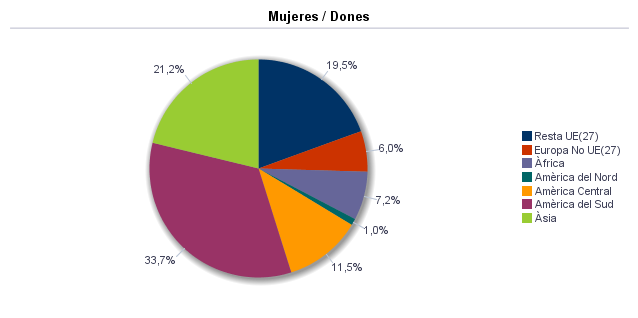 Mujeres / Dones
21,2%
19,5%
6,0%
7,2%
1,0%
11,5%
33,7%
Resta UE(27)
Europa No UE(27)
Àfrica
Amèrica del Nord
Amèrica Central
Amèrica del Sud
Àsia